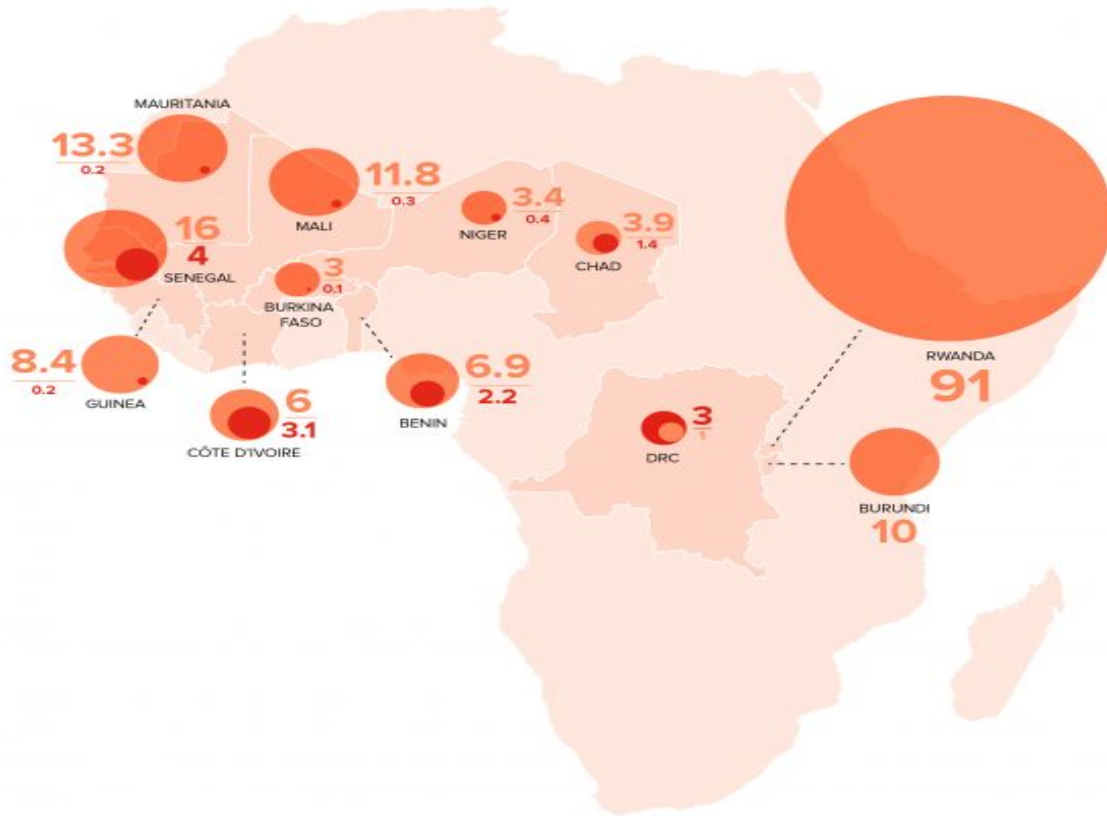 MAURITANIA
13.3
0.2
11.8
0.3
MALI
3.4
0.4
NIGER
3.9
1.4
CHAD
16
4
SENEGAL
3
0.1
BURKINA
FASO
8.4
0.2
GUINEA
6
3.1
CÔTE D'IVOIRE
6.9
2.2
BENIN
3
1
DRC
RWANDA
91
BURUNDI
10